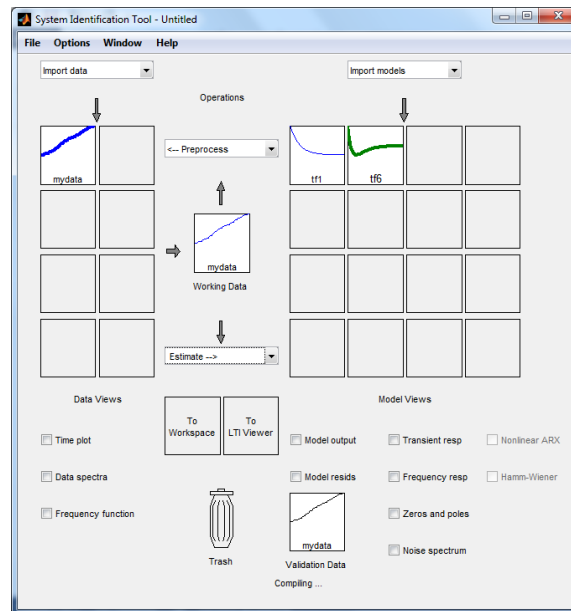 System Identification Tool - Untitled
File Options Window Help
Import data
Import models
Operations
<-- Preprocess
mydata
tf1
tf6
mydata
Working Data
Estimate -->
Data Views
Model Views
To Workspace
To LTI Viewer
Time plot
Model output
Transient resp
Nonlinear ARX
Data spectra
Model resids
Frequency resp
Hamm-Wiener
Frequency function
Zeros and poles
mydata
Noise spectrum
Trash
Validation Data
Compiling ...